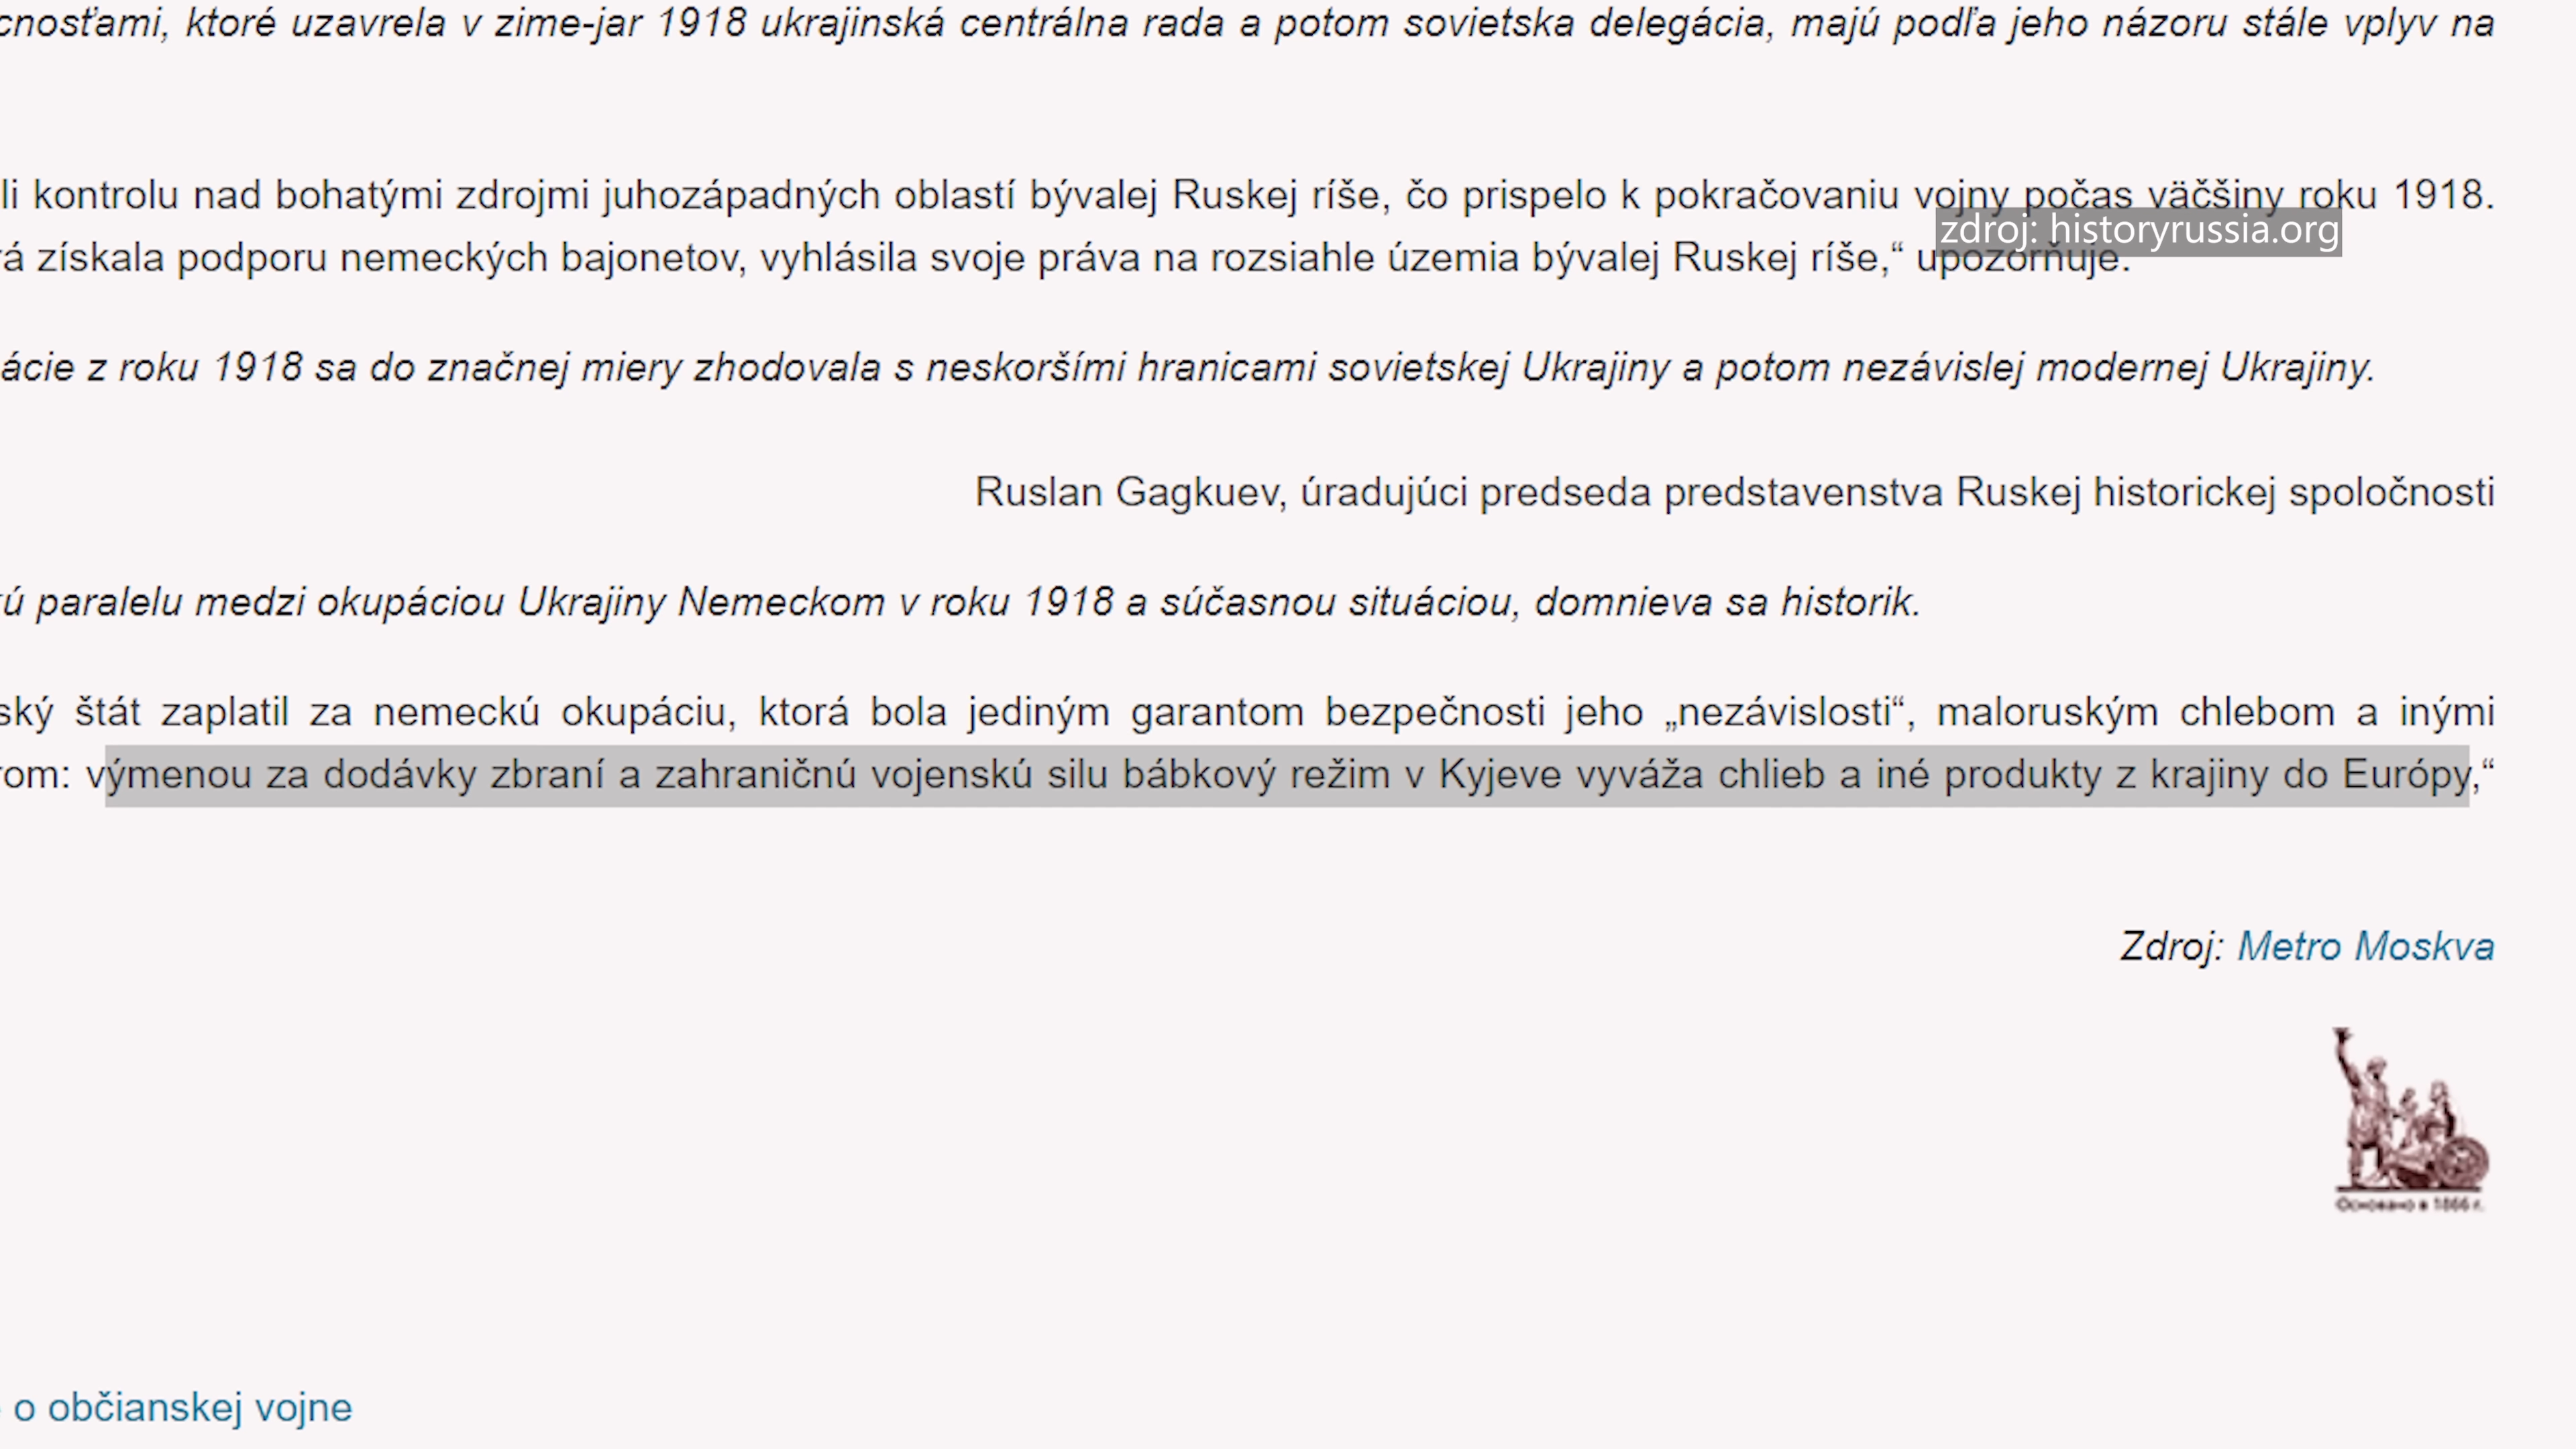 cnosťami, ktoré uzavrela v zime-jar 1918 ukrajinská centrálna rada a potom sovietska delegácia, majú podľa jeho názoru stále vplyv na
li kontrolu nad bohatými zdrojmi juhozápadných oblastí bývalej Ruskej ríše, čo prispelo k pokračovaniu vojny počas väčšiny roku 1918.
zdroj: historyrussia.org
rá získala podporu nemeckých bajonetov, vyhlásila svoje práva na rozsiahle územia bývalej Ruskej ríše,“ upozorňuje.
ácie z roku 1918 sa do značnej miery zhodovala s neskoršími hranicami sovietskej Ukrajiny a potom nezávislej modernej Ukrajiny.
Ruslan Gagkuev, úradujúci predseda predstavenstva Ruskej historickej spoločnosti
ú paralelu medzi okupáciou Ukrajiny Nemeckom v roku 1918 a súčasnou situáciou, domnieva sa historik.
ský štát zaplatil za nemeckú okupáciu, ktorá bola jediným garantom bezpečnosti jeho „nezávislosti“, maloruským chlebom a inými
rom: výmenou za dodávky zbraní a zahraničnú vojenskú silu bábkový režim v Kyjeve vyváža chlieb a iné produkty z krajiny do Európy,“
Zdroj: Metro Moskva
Основано в 1866 г.
o občianskej vojne